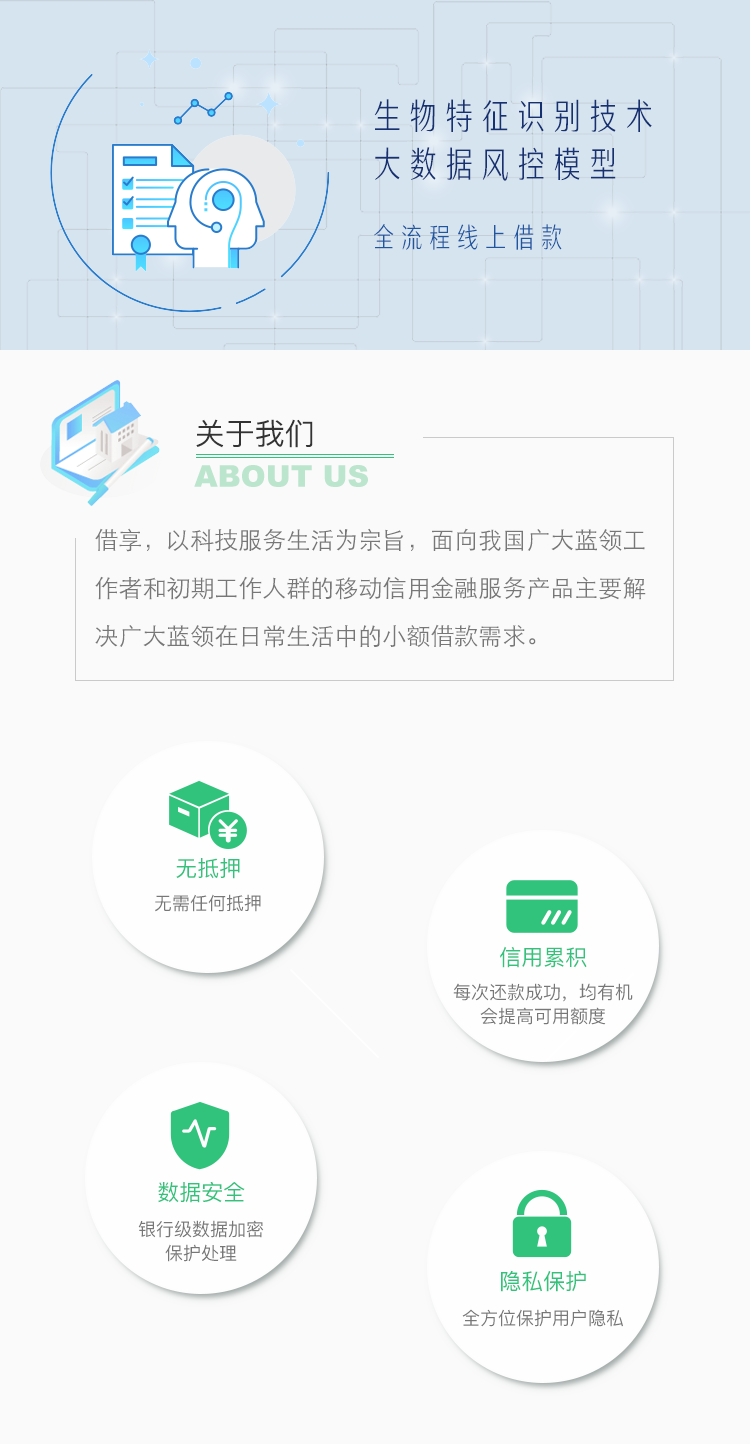 生物特征识别技术
大数据风控模型
全流程线上借款
关于我们
ABOUT US
借享，以科技服务生活为宗旨，面向我国广大蓝领工
作者和初期工作人群的移动信用金融服务产品主要解
决广大蓝领在日常生活中的小额借款需求。
¥
无抵押
无需任何抵押
信用累积
每次还款成功，均有机
会提高可用额度
数据安全
银行级数据加密
保护处理
隐私保护
全方位保护用户隐私